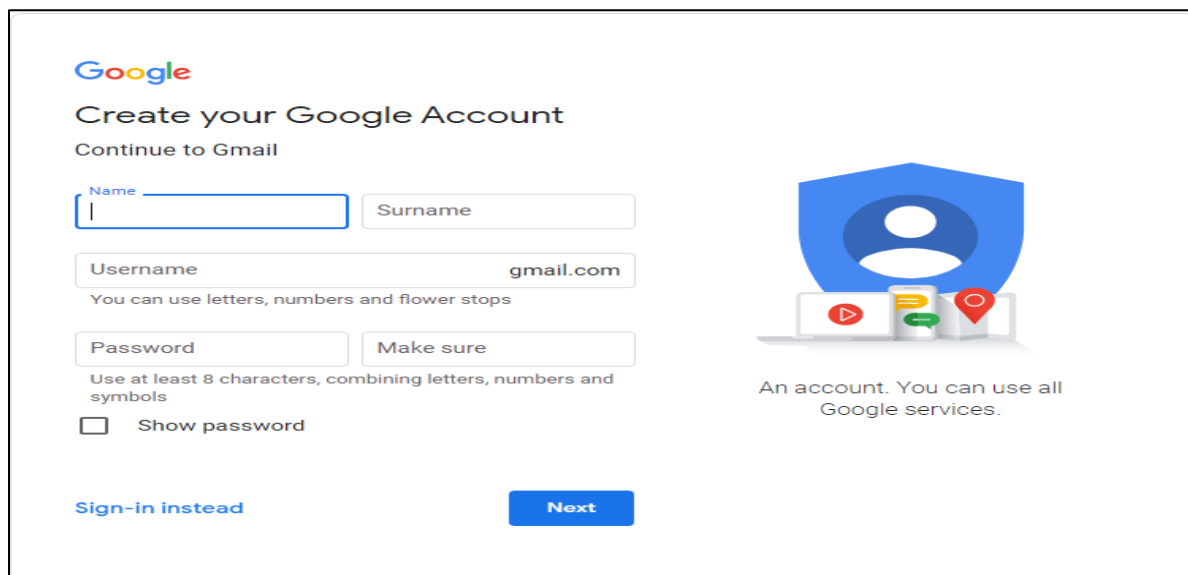 Google
Create your Google Account
Continue to Gmail
Name
Surname
Username gmail.com
You can use letters, numbers and flower stops
Password
Make sure
Use at least 8 characters, combining letters, numbers and
symbols
Show password
Sign-in instead
Next
An account. You can use all
Google services.